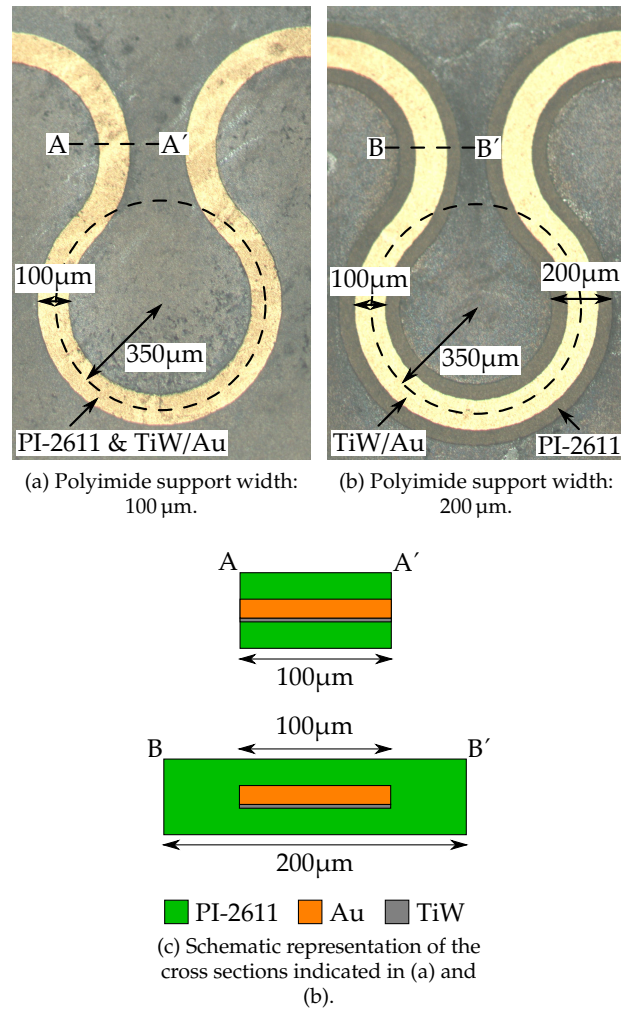 A A´
100µm
350µm
PI-2611 & TiW/Au
(a) Polyimide support width:
100 µm.
B B´
100µm
200µm
350µm
TiW/Au
PI-2611
(b) Polyimide support width:
200 µm.
A A´
100µm
100µm
B B´
200µm
PI-2611 Au TiW
(c) Schematic representation of the
cross sections indicated in (a) and
(b).